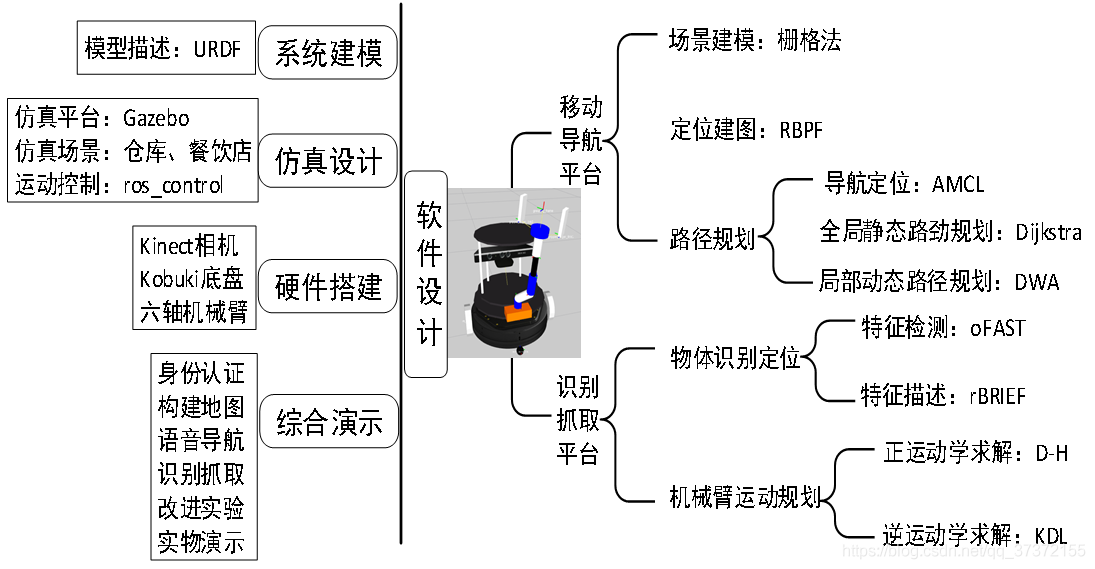 模型描述：URDF
系统建模
仿真平台：Gazebo
仿真场景：仓库、餐饮店
运动控制：ros_control
仿真设计
Kinect相机
Kobuki底盘
六轴机械臂
硬件搭建
身份认证
构建地图
语音导航
识别抓取
改进实验
实物演示
综合演示
软件设计
移动
导航
平台
场景建模：栅格法
定位建图：RBPF
路径规划
导航定位：AMCL
全局静态路劲规划：Dijkstra
局部动态路径规划：DWA
识别
抓取
平台
物体识别定位
特征检测：oFAST
特征描述：rBRIEF
机械臂运动规划
正运动学求解：D-H
逆运动学求解：KDL
https://blog.csdn.net/qq_37372155